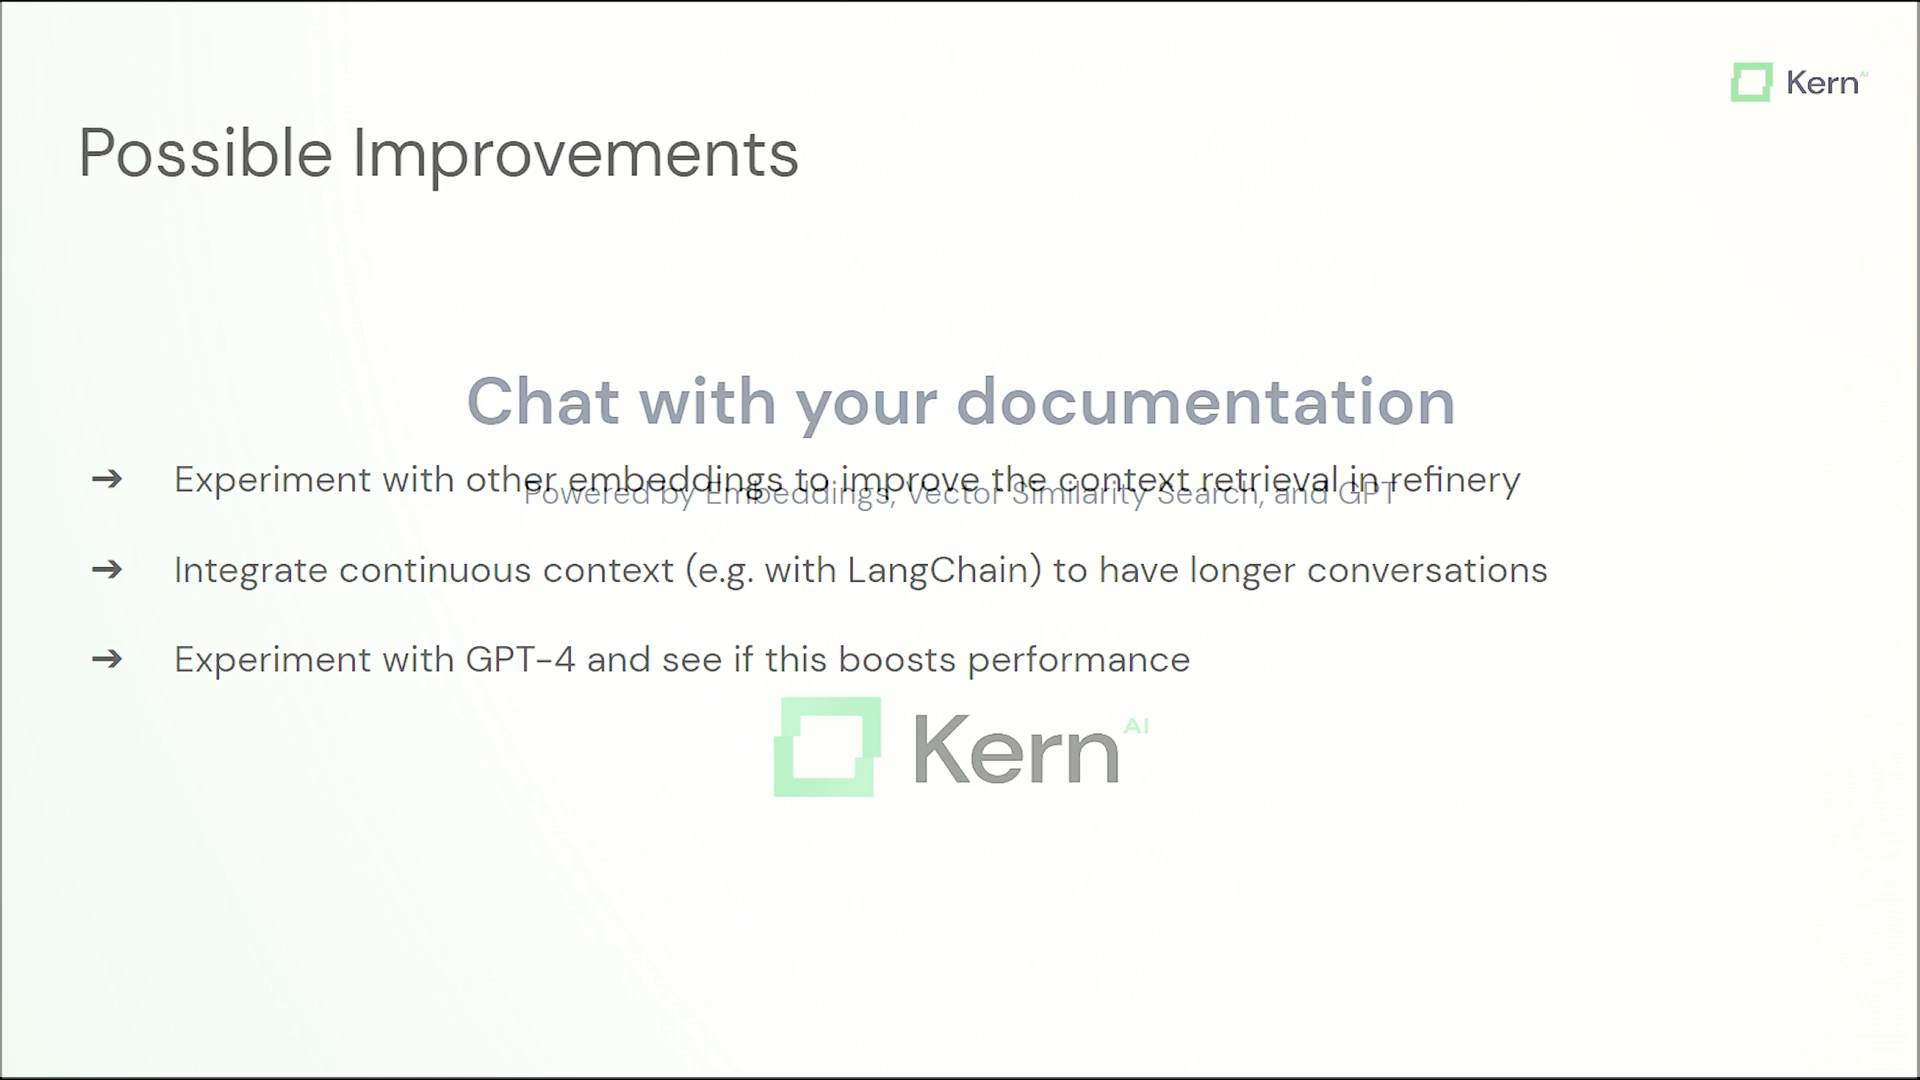 Kern AI
Possible Improvements
Chat with your documentation
➔ Experiment with other embeddings to improve the context retrieval in refinery
Powered by Embeddings, Vector Similarity Search, and GPT
➔ Integrate continuous context (e.g. with LangChain) to have longer conversations
➔ Experiment with GPT-4 and see if this boosts performance
Kern AI